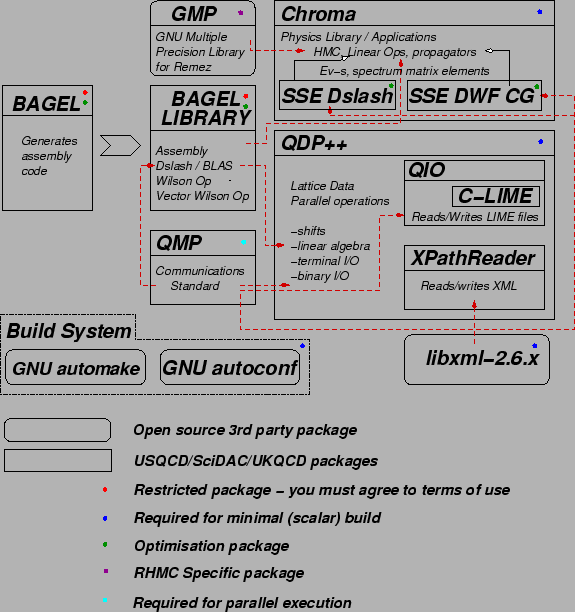 GMP
GNU Multiple
Precision Library
for Remez
Chroma
Physics Library / Applications
HMC, Linear Ops, propagators
Ev−s, spectrum matrix elements
SSE Dslash
SSE DWF CG
BAGEL
Generates
assembly
code
BAGEL
LIBRARY
Assembly
Dslash / BLAS
Wilson Op
Vector Wilson Op
QDP++
Lattice Data
Parallel operations
−shifts
−linear algebra
−terminal I/O
−binary I/O
QIO
C−LIME
Reads/Writes LIME files
XPathReader
Reads/writes XML
QMP
Communications
Standard
Build System
GNU automake
GNU autoconf
libxml−2.6.x
Open source 3rd party package
USQCD/SciDAC/UKQCD packages
Restricted package − you must agree to terms of use
Required for minimal (scalar) build
Optimisation package
RHMC Specific package
Required for parallel execution